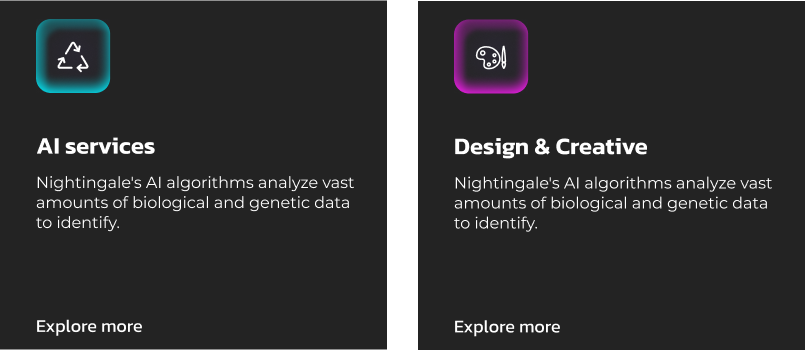 AI services
Nightingale's AI algorithms analyze vast
amounts of biological and genetic data
to identify.
Explore more
Design & Creative
Nightingale's AI algorithms analyze vast
amounts of biological and genetic data
to identify.
Explore more